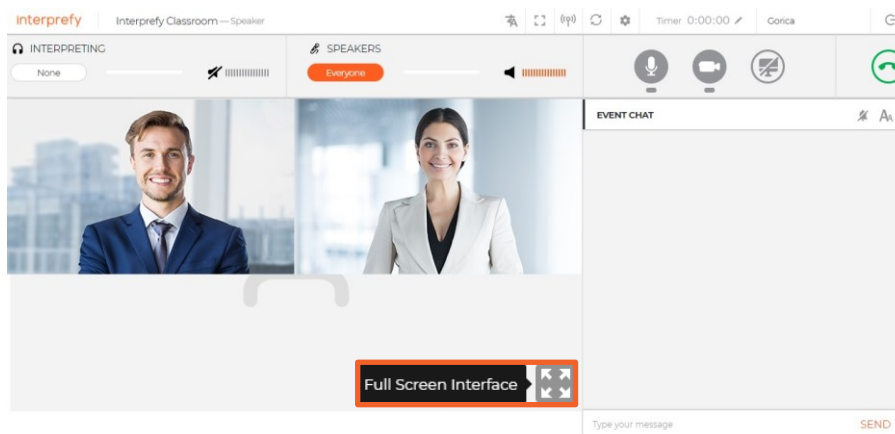 interprefy
Interprefy Classroom — Speaker
Timer 0:00:00
Gorica
INTERPRETING
None
SPEAKERS
Everyone
EVENT CHAT
AA
Full Screen Interface
Type your message
SEND